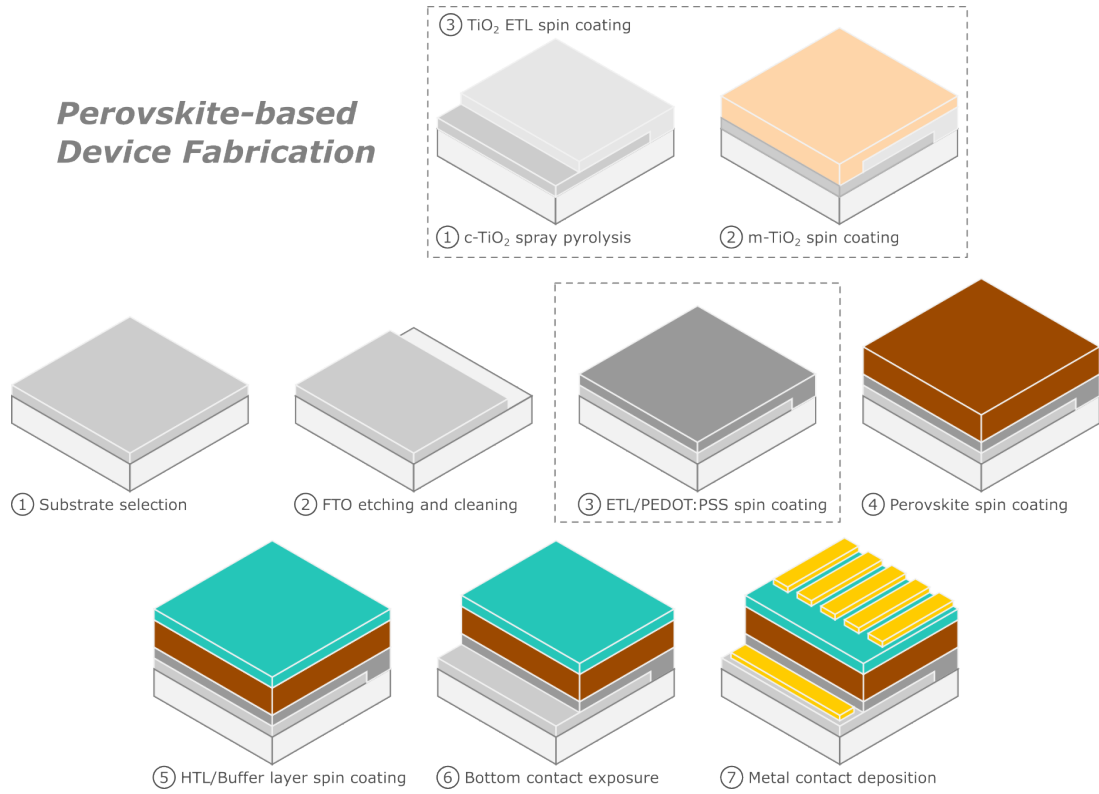 Perovskite-based
Device Fabrication
③ TiO₂ ETL spin coating
① c-TiO₂ spray pyrolysis
② m-TiO₂ spin coating
① Substrate selection
② FTO etching and cleaning
③ ETL/PEDOT:PSS spin coating
④ Perovskite spin coating
⑤ HTL/Buffer layer spin coating
⑥ Bottom contact exposure
⑦ Metal contact deposition